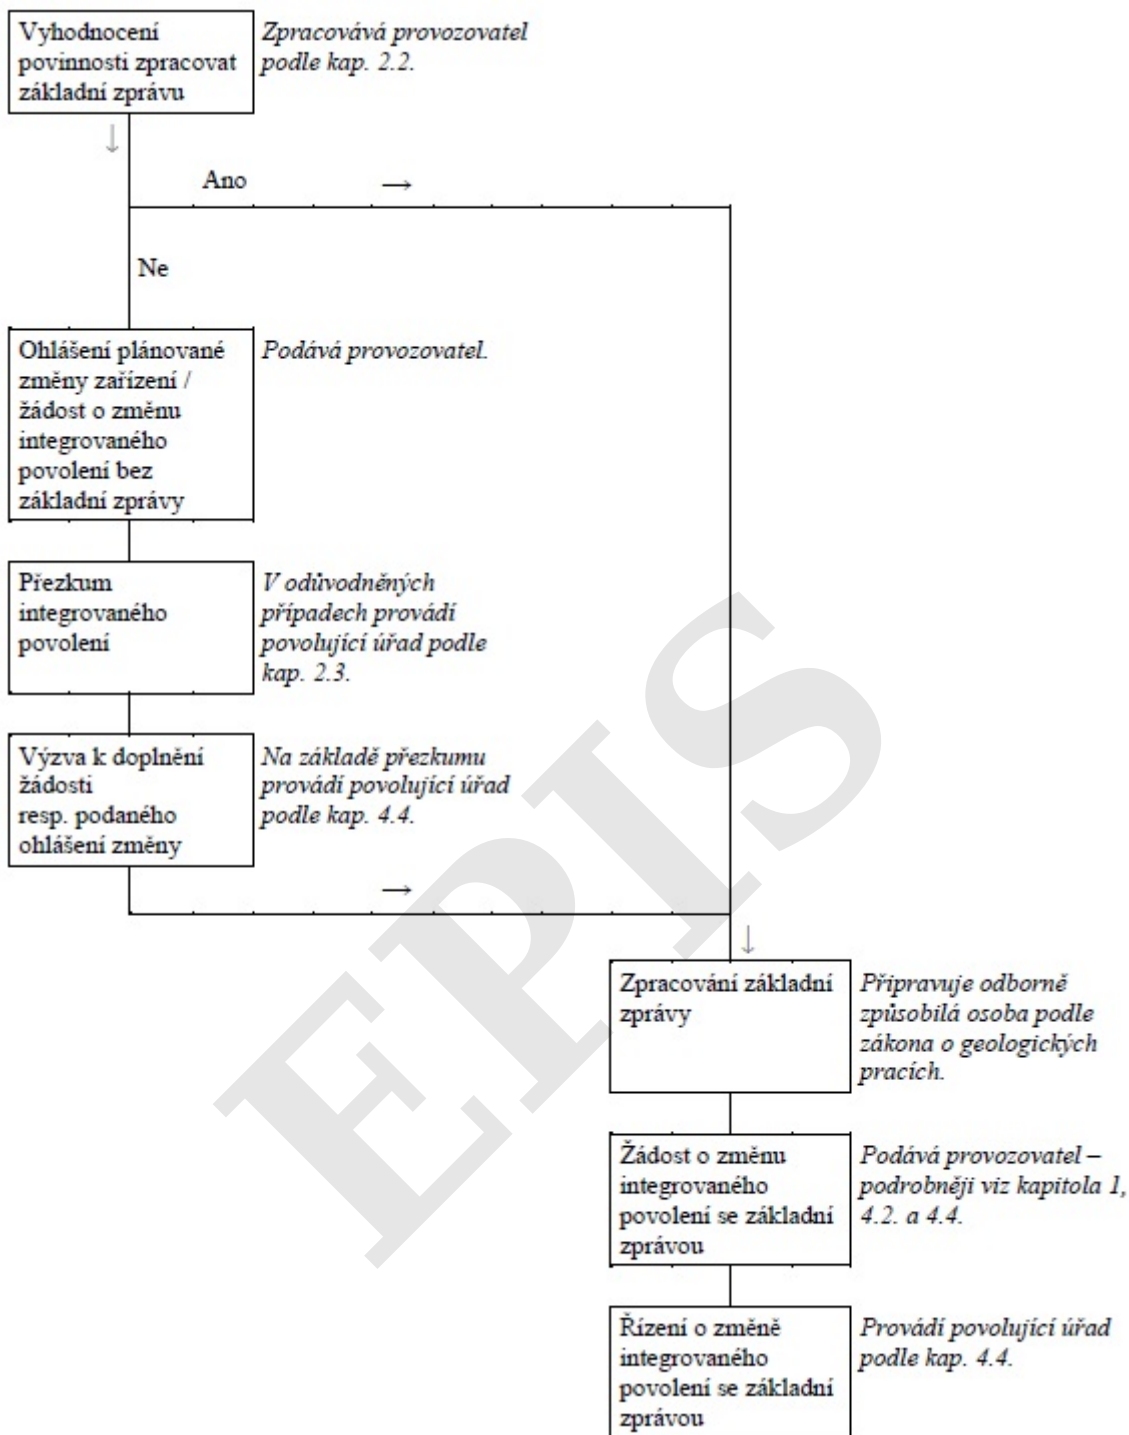 Vyhodnocení
povinnosti zpracovat
základní zprávu
Zpracovává provozovatel
podle kap. 2.2.
↓
Ano →
Ne
Ohlášení plánované
změny zařízení /
žádost o změnu
integrovaného
povolení bez
základní zprávy
Podává provozovatel.
Přezkum
integrovaného
povolení
V odůvodněných
případech provádí
povolující úřad podle
kap. 2.3.
Výzva k doplnění
žádosti
resp. podaného
ohlášení změny
Na základě přezkumu
provádí povolující úřad
podle kap. 4.4.
→
↓
Zpracování základní
zprávy
Připravuje odborně
způsobilá osoba podle
zákona o geologických
pracích.
Žádost o změnu
integrovaného
povolení se základní
zprávou
Podává provozovatel –
podrobněji viz kapitola 1,
4.2. a 4.4.
Řízení o změně
integrovaného
povolení se základní
zprávou
Provádí povolující úřad
podle kap. 4.4.
EPIS